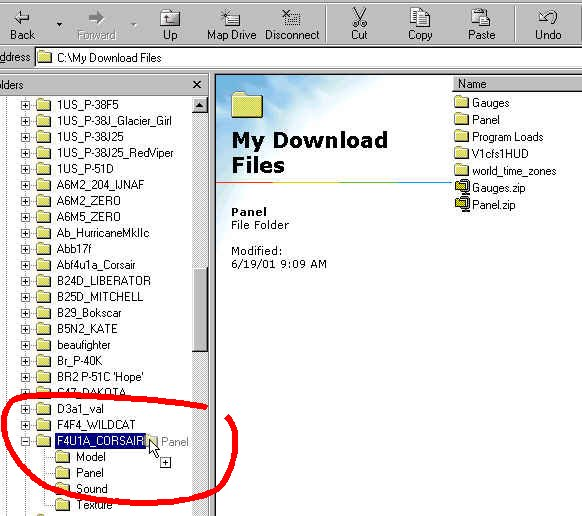 Back
Forward
Up
Map Drive
Disconnect
Cut
Copy
Paste
Undo
ddress
C:\My Download Files
lders
1US_P-38F5
1US_P-38J_Glacier_Girl
1US_P-38J25
1US_P-38J25_RedViper
1US_P-51D
A6M2_204_IJNAF
A6M2_ZERO
A6M5_ZERO
Ab_HurricaneMkIIc
Abb17f
Abf4u1a_Corsair
B24D_LIBERATOR
B25D_MITCHELL
B29_Bokscar
B5N2_KATE
beaufighter
Br_P-40K
BR2 P-51C 'Hope'
C47_DAKOTA
D3a1_val
F4F4_WILDCAT
F4U1A_CORSAIR
Panel
Model
Panel
Sound
Texture
My Download
Files
Panel
File Folder
Modified:
6/19/01 9:09 AM
Name
Gauges
Panel
Program Loads
V1cfs1HUD
world_time_zones
Gauges.zip
Panel.zip